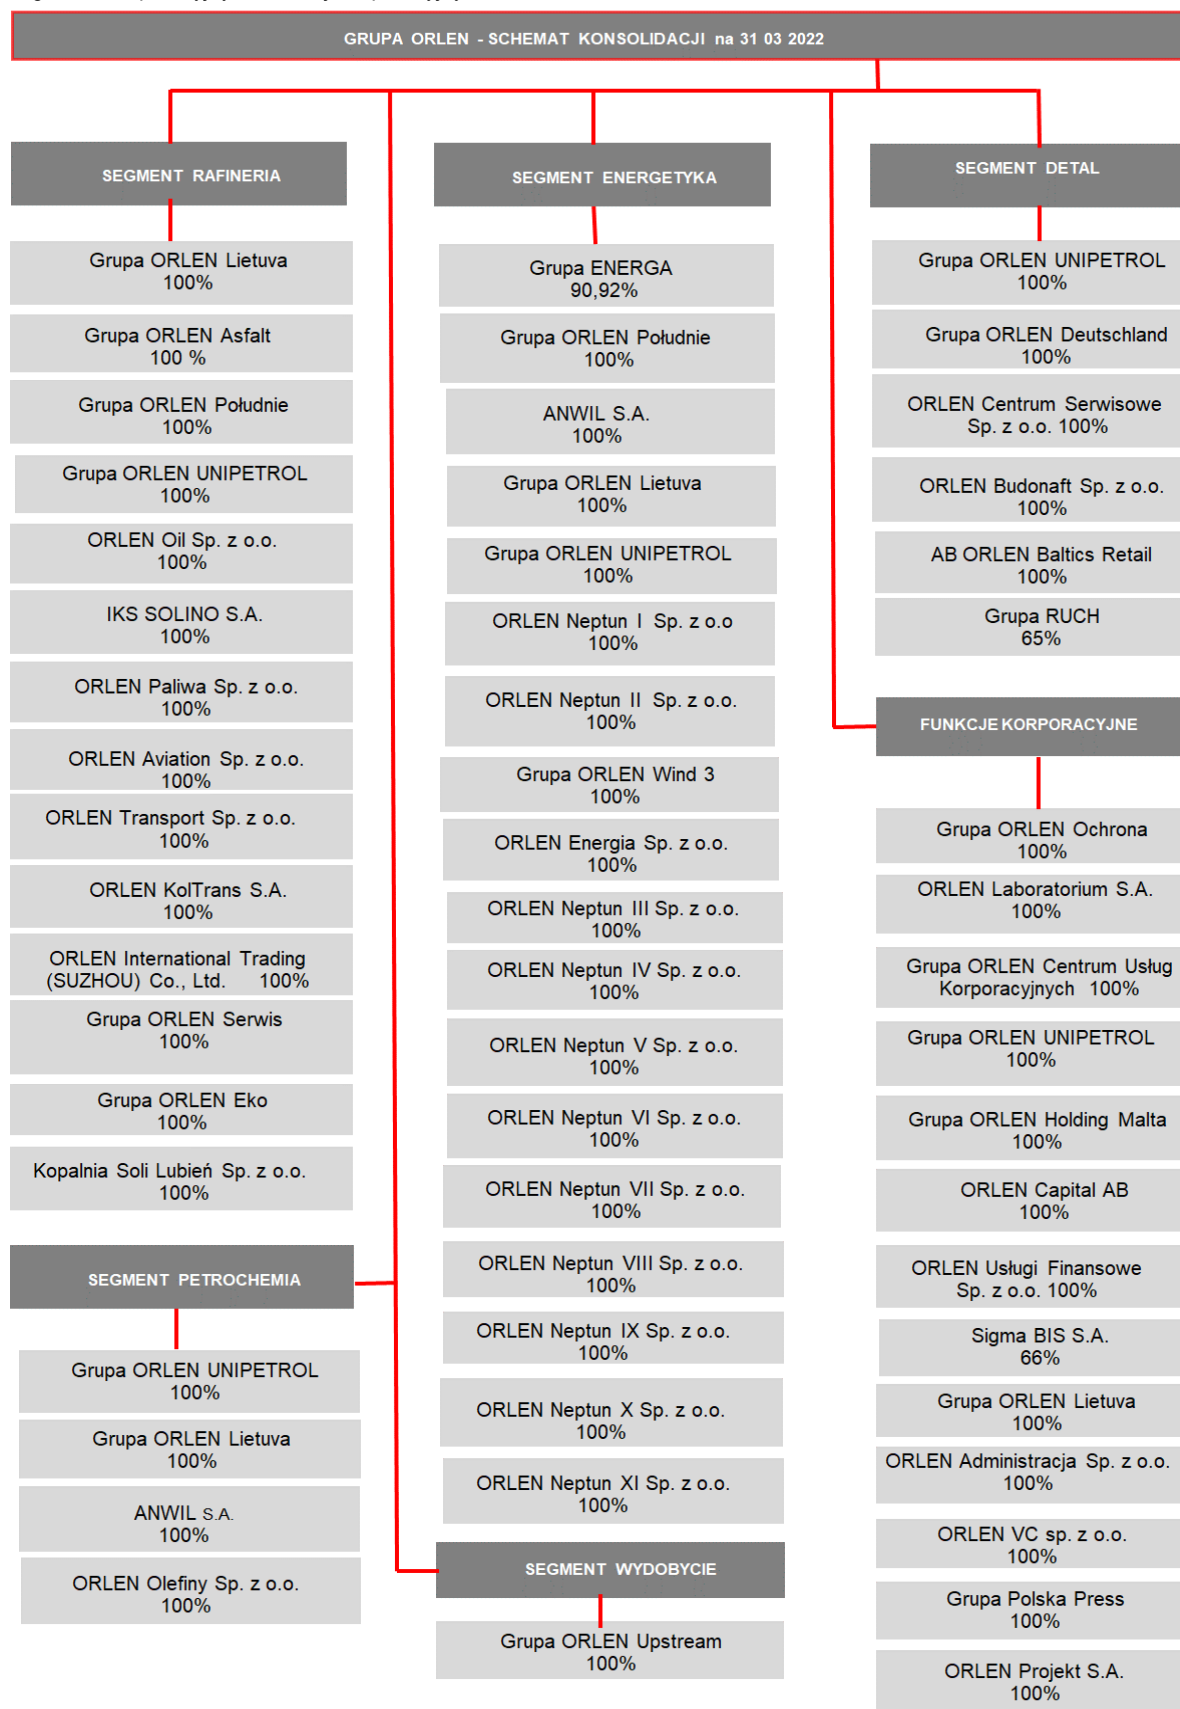 GRUPA ORLEN - SCHEMAT KONSOLIDACJI na 31 03 2022
SEGMENT RAFINERIA
Grupa ORLEN Lietuva
100%
Grupa ORLEN Asfalt
100 %
Grupa ORLEN Południe
100%
Grupa ORLEN UNIPETROL
100%
ORLEN Oil Sp. z o.o.
100%
IKS SOLINO S.A.
100%
ORLEN Paliwa Sp. z o.o.
100%
ORLEN Aviation Sp. z o.o.
100%
ORLEN Transport Sp. z o.o.
100%
ORLEN KolTrans S.A.
100%
ORLEN International Trading
(SUZHOU) Co., Ltd. 100%
Grupa ORLEN Serwis
100%
Grupa ORLEN Eko
100%
Kopalnia Soli Lubień Sp. z o.o.
100%
SEGMENT PETROCHEMIA
Grupa ORLEN UNIPETROL
100%
Grupa ORLEN Lietuva
100%
ANWIL S.A.
100%
ORLEN Olefiny Sp. z o.o.
100%
SEGMENT ENERGETYKA
Grupa ENERGA
90,92%
Grupa ORLEN Południe
100%
ANWIL S.A.
100%
Grupa ORLEN Lietuva
100%
Grupa ORLEN UNIPETROL
100%
ORLEN Neptun I Sp. z o.o
100%
ORLEN Neptun II Sp. z o.o.
100%
Grupa ORLEN Wind 3
100%
ORLEN Energia Sp. z o.o.
100%
ORLEN Neptun III Sp. z o.o.
100%
ORLEN Neptun IV Sp. z o.o.
100%
ORLEN Neptun V Sp. z o.o.
100%
ORLEN Neptun VI Sp. z o.o.
100%
ORLEN Neptun VII Sp. z o.o.
100%
ORLEN Neptun VIII Sp. z o.o.
100%
ORLEN Neptun IX Sp. z o.o.
100%
ORLEN Neptun X Sp. z o.o.
100%
ORLEN Neptun XI Sp. z o.o.
100%
SEGMENT WYDOBYCIE
Grupa ORLEN Upstream
100%
SEGMENT DETAL
Grupa ORLEN UNIPETROL
100%
Grupa ORLEN Deutschland
100%
ORLEN Centrum Serwisowe
Sp. z o.o. 100%
ORLEN Budonaft Sp. z o.o.
100%
AB ORLEN Baltics Retail
100%
Grupa RUCH
65%
FUNKCJE KORPORACYJNE
Grupa ORLEN Ochrona
100%
ORLEN Laboratorium S.A.
100%
Grupa ORLEN Centrum Usług
Korporacyjnych 100%
Grupa ORLEN UNIPETROL
100%
Grupa ORLEN Holding Malta
100%
ORLEN Capital AB
100%
ORLEN Usługi Finansowe
Sp. z o.o. 100%
Sigma BIS S.A.
66%
Grupa ORLEN Lietuva
100%
ORLEN Administracja Sp. z o.o.
100%
ORLEN VC sp. z o.o.
100%
Grupa Polska Press
100%
ORLEN Projekt S.A.
100%